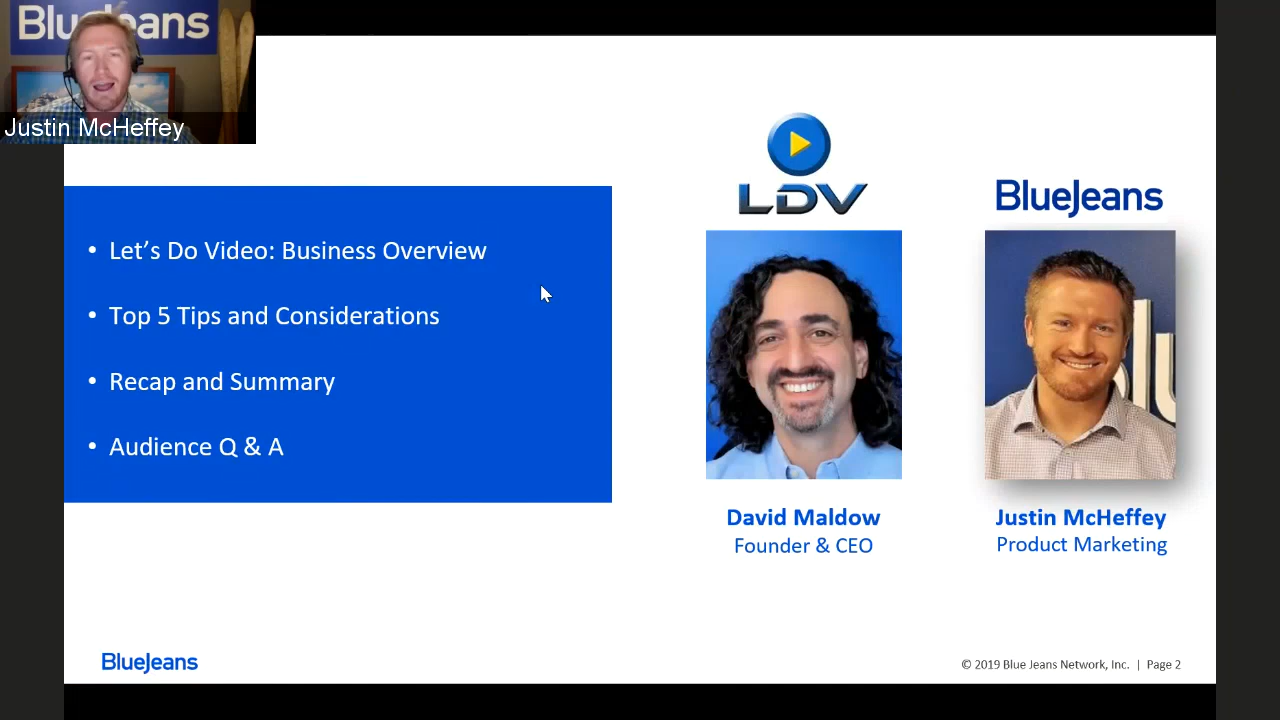 BlueJeans
Justin McHeffey
LDV
BlueJeans
• Let’s Do Video: Business Overview
• Top 5 Tips and Considerations
• Recap and Summary
• Audience Q & A
David Maldow
Founder & CEO
Justin McHeffey
Product Marketing
BlueJeans
© 2019 Blue Jeans Network, Inc. | Page 2